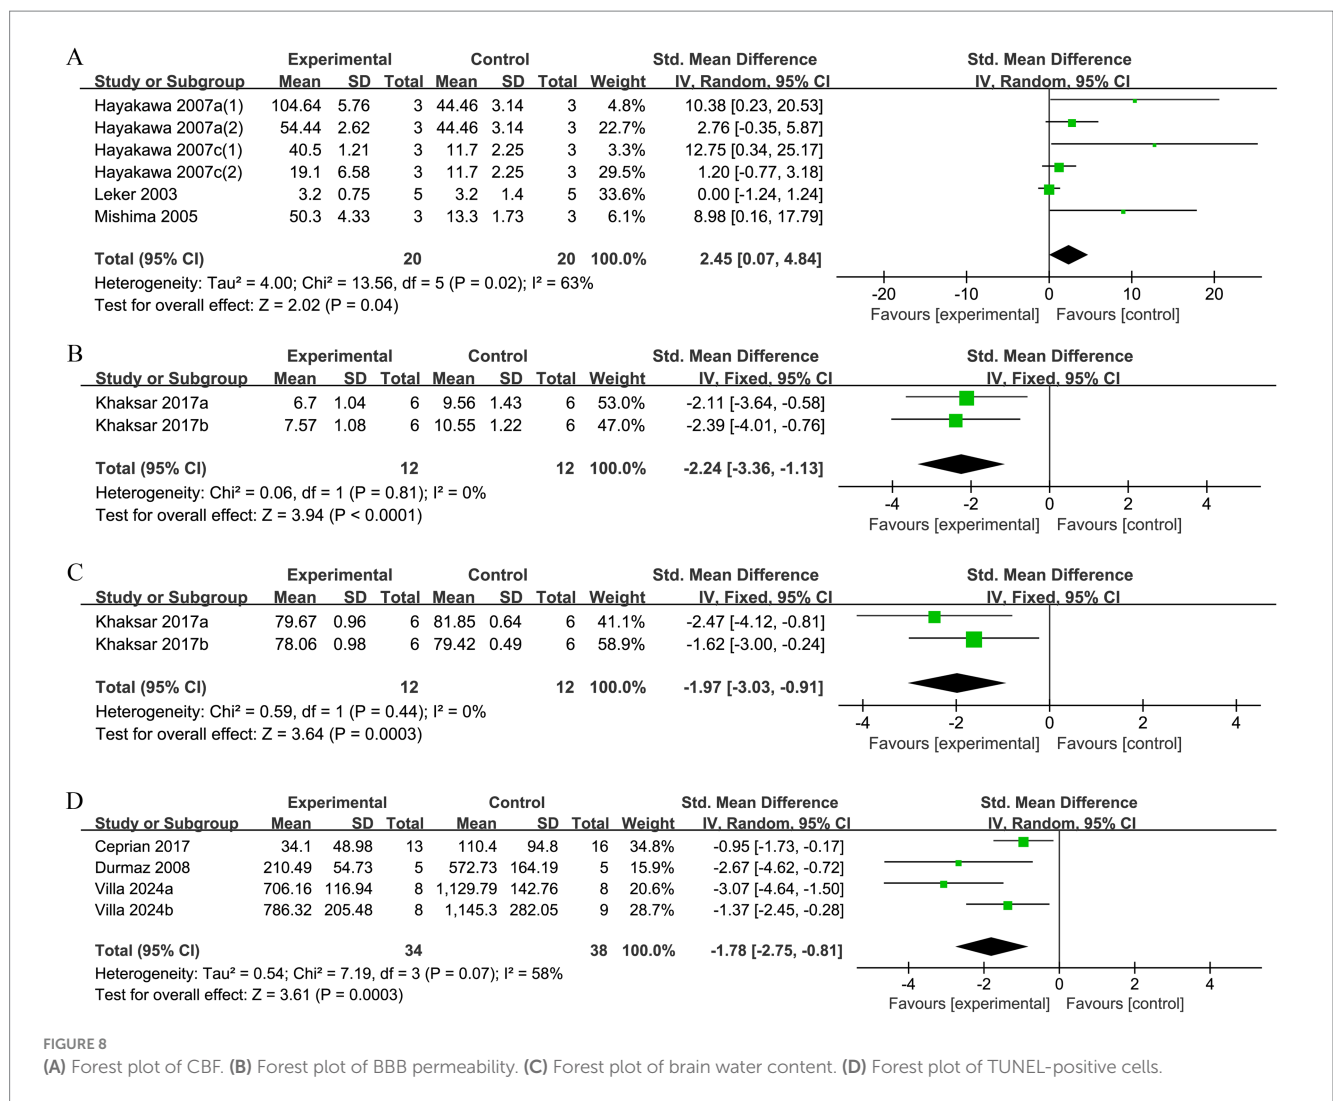 A
Experimental Control Std. Mean Difference Std. Mean Difference
Study or Subgroup Mean SD Total Mean SD Total Weight IV, Random, 95% CI IV, Random, 95% CI
Hayakawa 2007a(1) 104.64 5.76 3 44.46 3.14 3 4.8% 10.38 [0.23, 20.53]
Hayakawa 2007a(2) 54.44 2.62 3 44.46 3.14 3 22.7% 2.76 [-0.35, 5.87]
Hayakawa 2007c(1) 40.5 1.21 3 11.7 2.25 3 3.3% 12.75 [0.34, 25.17]
Hayakawa 2007c(2) 19.1 6.58 3 11.7 2.25 3 29.5% 1.20 [-0.77, 3.18]
Leker 2003 3.2 0.75 5 3.2 1.4 5 33.6% 0.00 [-1.24, 1.24]
Mishima 2005 50.3 4.33 3 13.3 1.73 3 6.1% 8.98 [0.16, 17.79]
Total (95% CI) 20 20 100.0% 2.45 [0.07, 4.84]
Heterogeneity: Tau² = 4.00; Chi² = 13.56, df = 5 (P = 0.02); I² = 63%
Test for overall effect: Z = 2.02 (P = 0.04)
-20 -10 0 10 20
Favours [experimental] Favours [control]
B
Experimental Control Std. Mean Difference Std. Mean Difference
Study or Subgroup Mean SD Total Mean SD Total Weight IV, Fixed, 95% CI IV, Fixed, 95% CI
Khaksar 2017a 6.7 1.04 6 9.56 1.43 6 53.0% -2.11 [-3.64, -0.58]
Khaksar 2017b 7.57 1.08 6 10.55 1.22 6 47.0% -2.39 [-4.01, -0.76]
Total (95% CI) 12 12 100.0% -2.24 [-3.36, -1.13]
Heterogeneity: Chi² = 0.06, df = 1 (P = 0.81); I² = 0%
Test for overall effect: Z = 3.94 (P < 0.0001)
-4 -2 0 2 4
Favours [experimental] Favours [control]
C
Experimental Control Std. Mean Difference Std. Mean Difference
Study or Subgroup Mean SD Total Mean SD Total Weight IV, Fixed, 95% CI IV, Fixed, 95% CI
Khaksar 2017a 79.67 0.96 6 81.85 0.64 6 41.1% -2.47 [-4.12, -0.81]
Khaksar 2017b 78.06 0.98 6 79.42 0.49 6 58.9% -1.62 [-3.00, -0.24]
Total (95% CI) 12 12 100.0% -1.97 [-3.03, -0.91]
Heterogeneity: Chi² = 0.59, df = 1 (P = 0.44); I² = 0%
Test for overall effect: Z = 3.64 (P = 0.0003)
-4 -2 0 2 4
Favours [experimental] Favours [control]
D
Experimental Control Std. Mean Difference Std. Mean Difference
Study or Subgroup Mean SD Total Mean SD Total Weight IV, Random, 95% CI IV, Random, 95% CI
Ceprian 2017 34.1 48.98 13 110.4 94.8 16 34.8% -0.95 [-1.73, -0.17]
Durmaz 2008 210.49 54.73 5 572.73 164.19 5 15.9% -2.67 [-4.62, -0.72]
Villa 2024a 706.16 116.94 8 1,129.79 142.76 8 20.6% -3.07 [-4.64, -1.50]
Villa 2024b 786.32 205.48 8 1,145.3 282.05 9 28.7% -1.37 [-2.45, -0.28]
Total (95% CI) 34 38 100.0% -1.78 [-2.75, -0.81]
Heterogeneity: Tau² = 0.54; Chi² = 7.19, df = 3 (P = 0.07); I² = 58%
Test for overall effect: Z = 3.61 (P = 0.0003)
-4 -2 0 2 4
Favours [experimental] Favours [control]
FIGURE 8
(A) Forest plot of CBF. (B) Forest plot of BBB permeability. (C) Forest plot of brain water content. (D) Forest plot of TUNEL-positive cells.